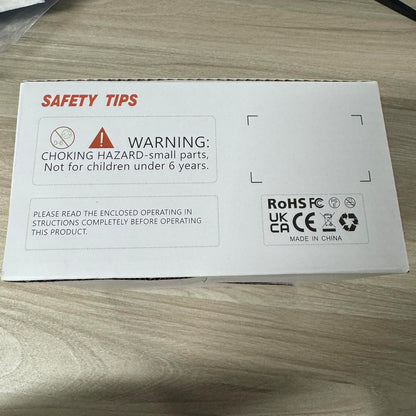 SAFETY TIPS
WARNING:
CHOKING HAZARD-small parts,
Not for children under 6 years.
PLEASE READ THE ENCLOSED OPERATING IN
STRUCTIONS COMPLETELY BEFORE OPERATING
THIS PRODUCT.
RoHS FC
UK CA CE
MADE IN CHINA